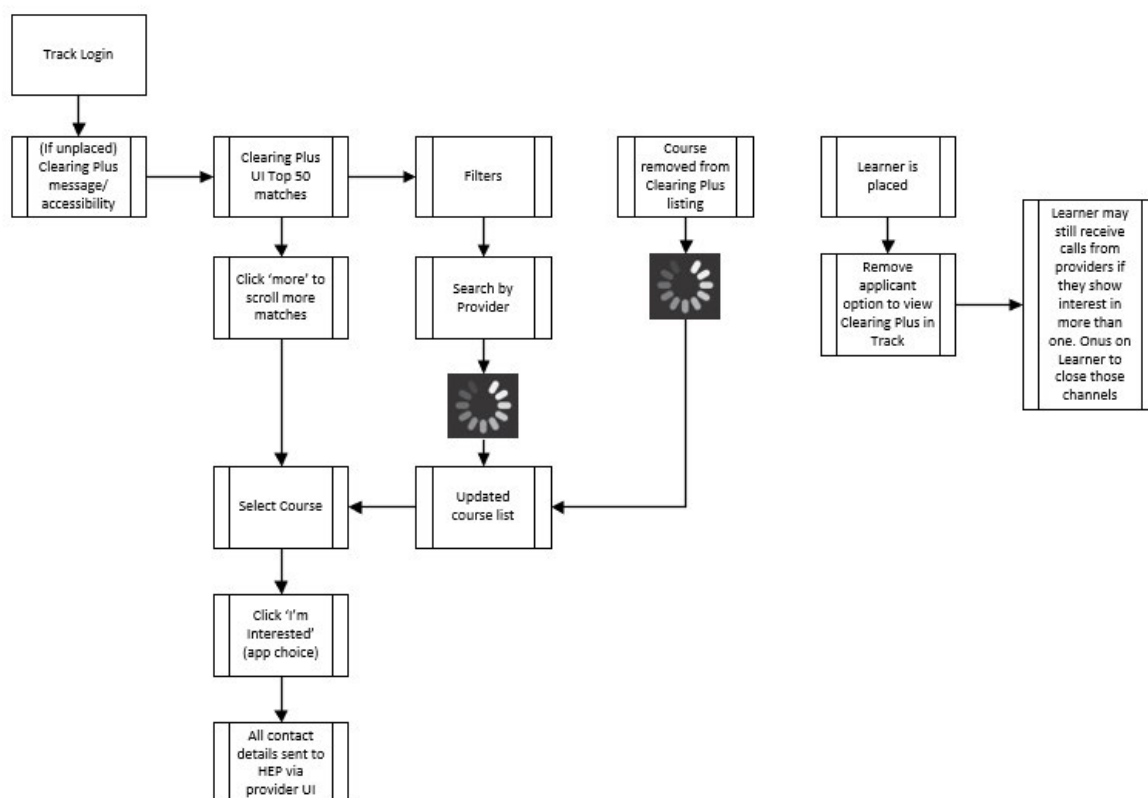 Track Login
(If unplaced)
Clearing Plus
message/
accessibility)
Clearing Plus
UI Top 50
matches
Filters
Course
removed from
Clearing Plus
listing
Learner is
placed
Click ‘more’ to
scroll more
matches
Search by
Provider
Remove
applicant
option to view
Clearing Plus in
Track
Learner may
still receive
calls from
providers if
they show
interest in
more than
one. Onus on
Learner to
close those
channels
Select Course
Updated
course list
Click ‘I’m
Interested’
(app choice)
All contact
details sent to
HEP via
provider UI